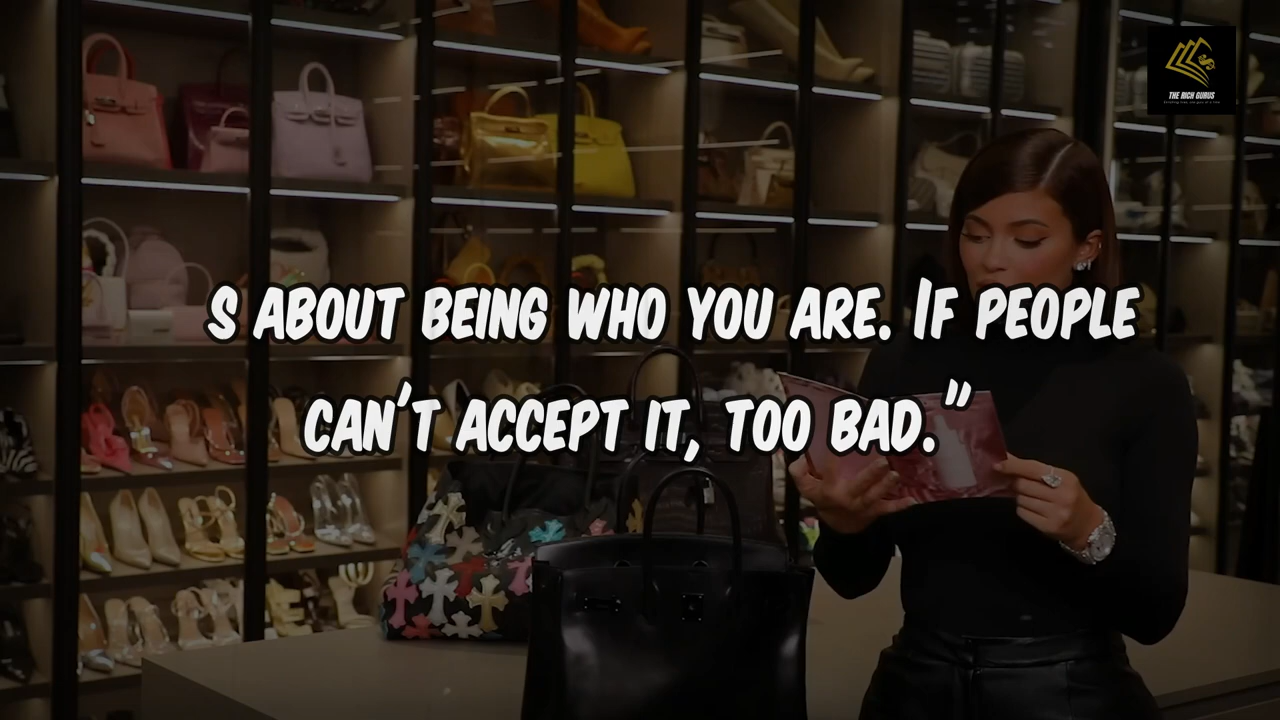 THE RICH GURUS
S ABOUT BEING WHO YOU ARE. IF PEOPLE
CAN'T ACCEPT IT, TOO BAD."